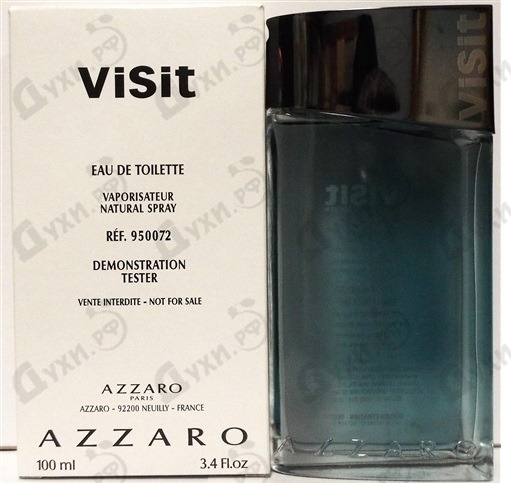 ViSit
EAU DE TOILETTE
VAPORISATEUR
NATURAL SPRAY
RÉF. 950072
DEMONSTRATION
TESTER
VENTE INTERDITE - NOT FOR SALE
AZZARO
PARIS
AZZARO - 92200 NEUILLY - FRANCE
AZZARO
100 ml 3.4 Fl.oz
ViSit
ViSit
AZZARO
Духи.РФ